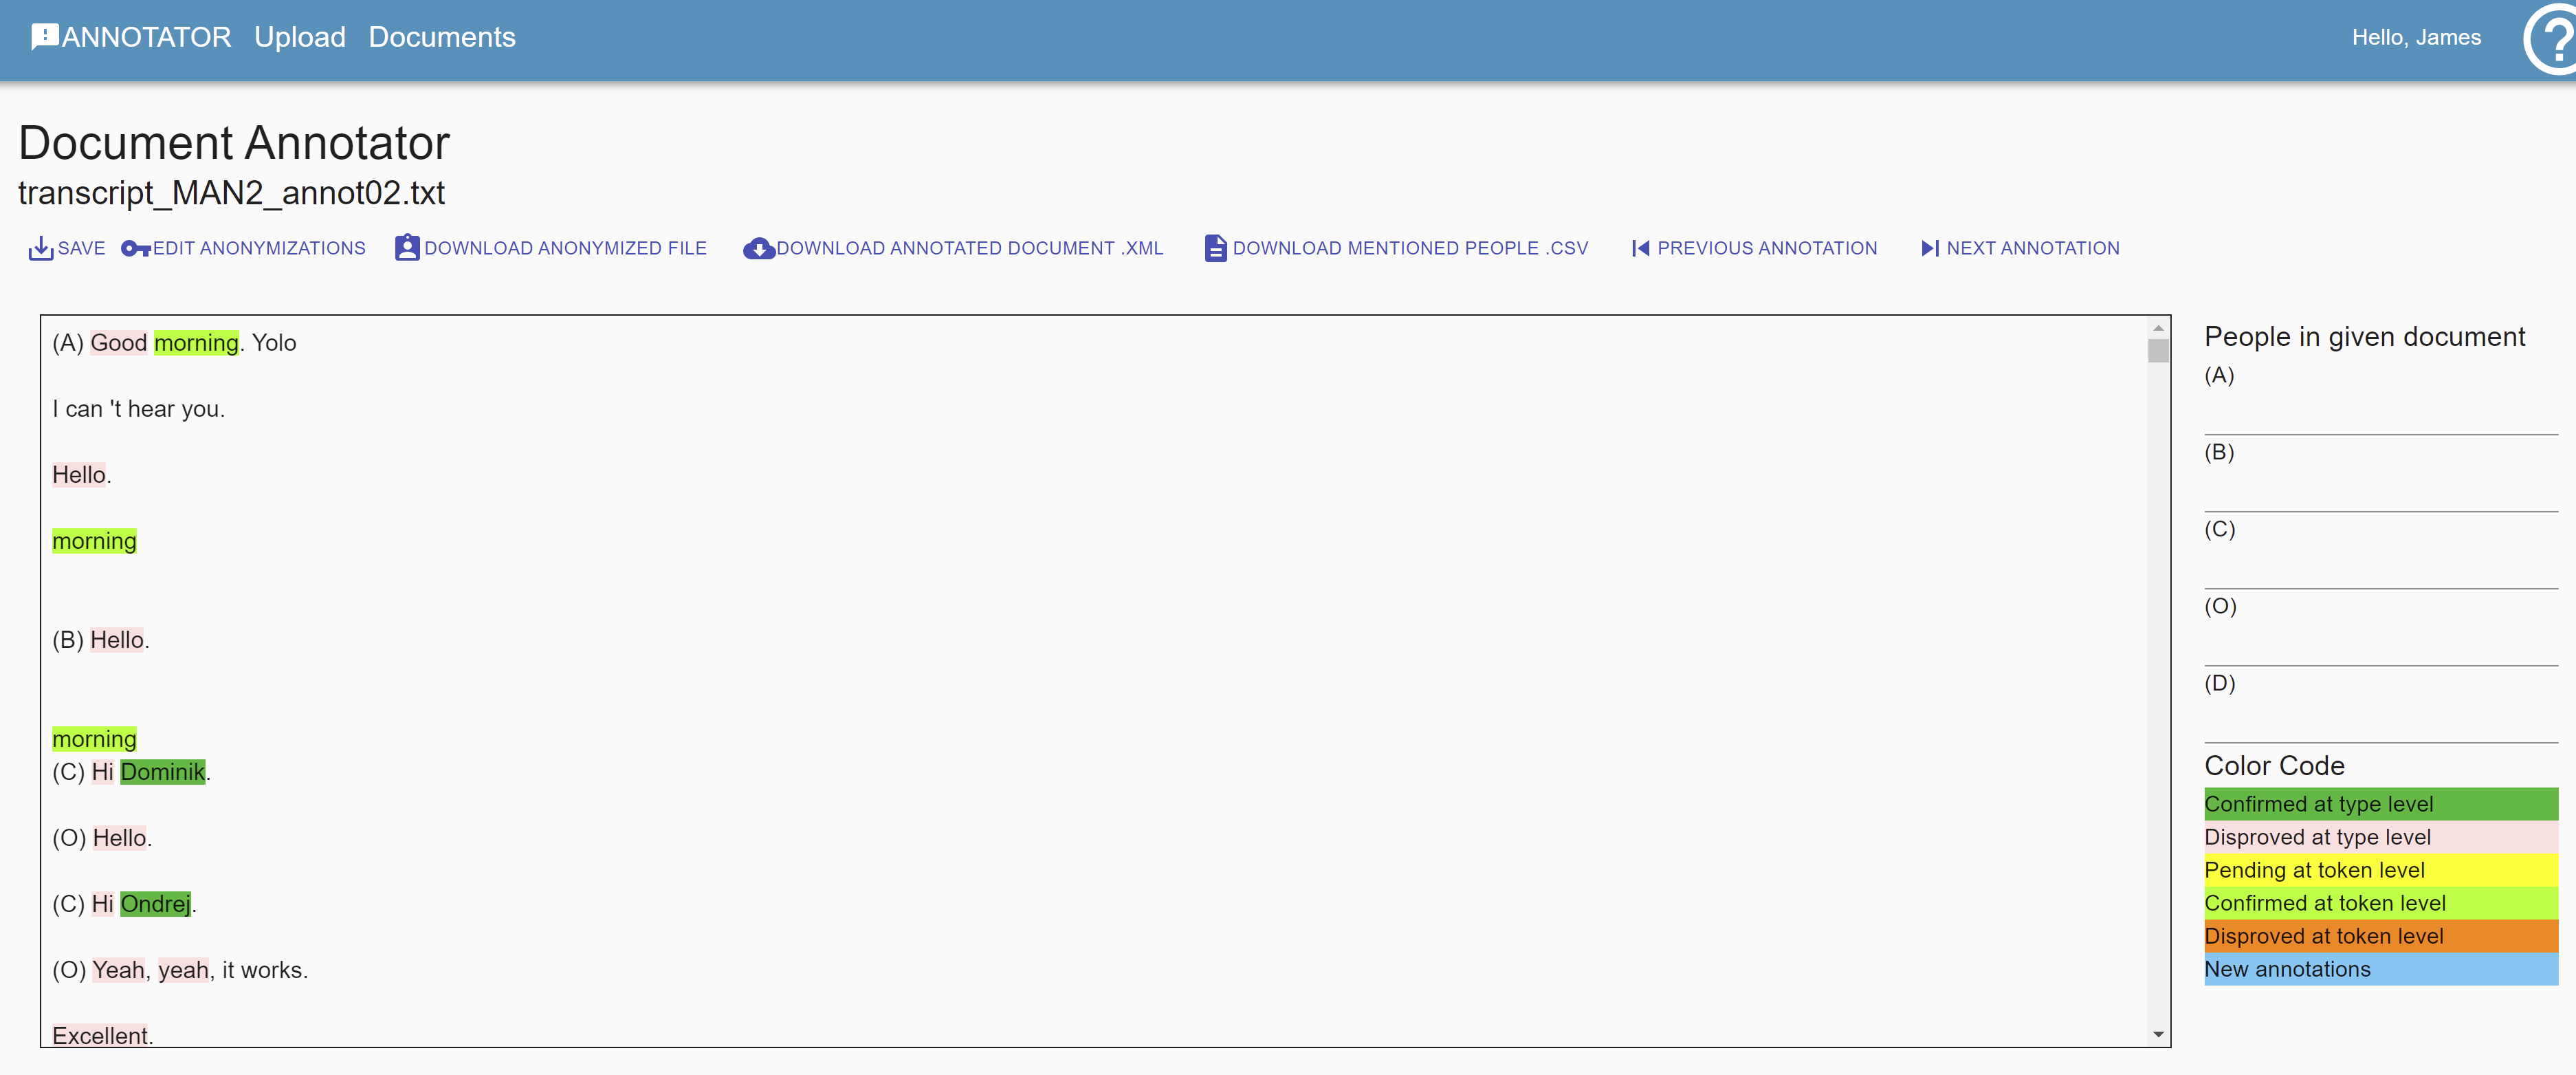 ANNOTATOR Upload Documents Hello, James
Document Annotator
transcript_MAN2_annot02.txt
SAVE EDIT ANONYMIZATIONS DOWNLOAD ANONYMIZED FILE DOWNLOAD ANNOTATED DOCUMENT .XML DOWNLOAD MENTIONED PEOPLE .CSV PREVIOUS ANNOTATION NEXT ANNOTATION
(A) Good morning. Yolo
I can 't hear you.
Hello.
morning
(B) Hello.
morning
(C) Hi Dominik.
(O) Hello.
(C) Hi Ondrej.
(O) Yeah, yeah, it works.
Excellent.
People in given document
(A)
(B)
(C)
(O)
(D)
Color Code
Confirmed at type level
Disproved at type level
Pending at token level
Confirmed at token level
Disproved at token level
New annotations